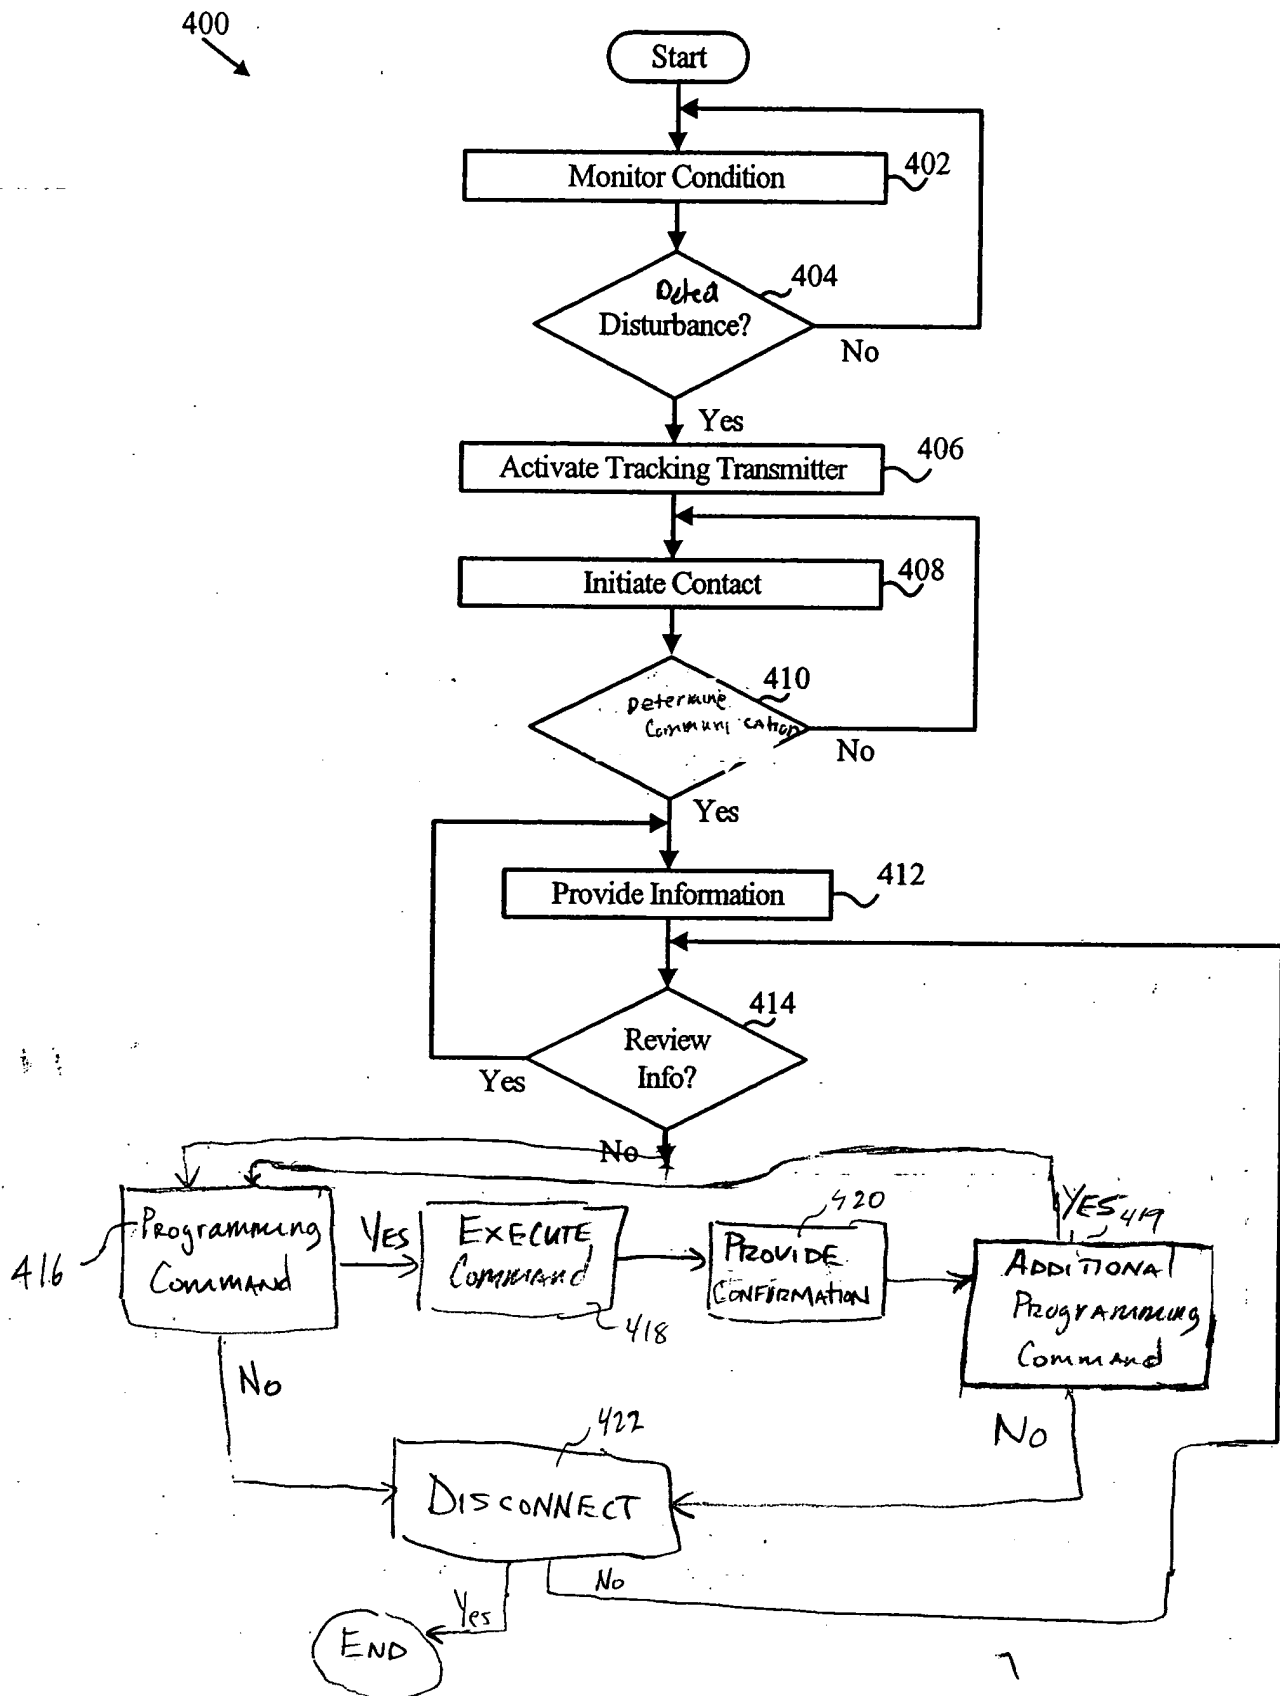 400
Start
Monitor Condition
402
Detect
Disturbance?
404
No
Yes
Activate Tracking Transmitter
406
Initiate Contact
408
Determine
Communication
410
No
Yes
Provide Information
412
Review
Info?
414
Yes
No
Programming
Command
416
YES
EXECUTE
Command
418
PROVIDE
CONFIRMATION
420
YES
419
ADDITIONAL
Programming
Command
No
No
422
DISCONNECT
Yes
No
END